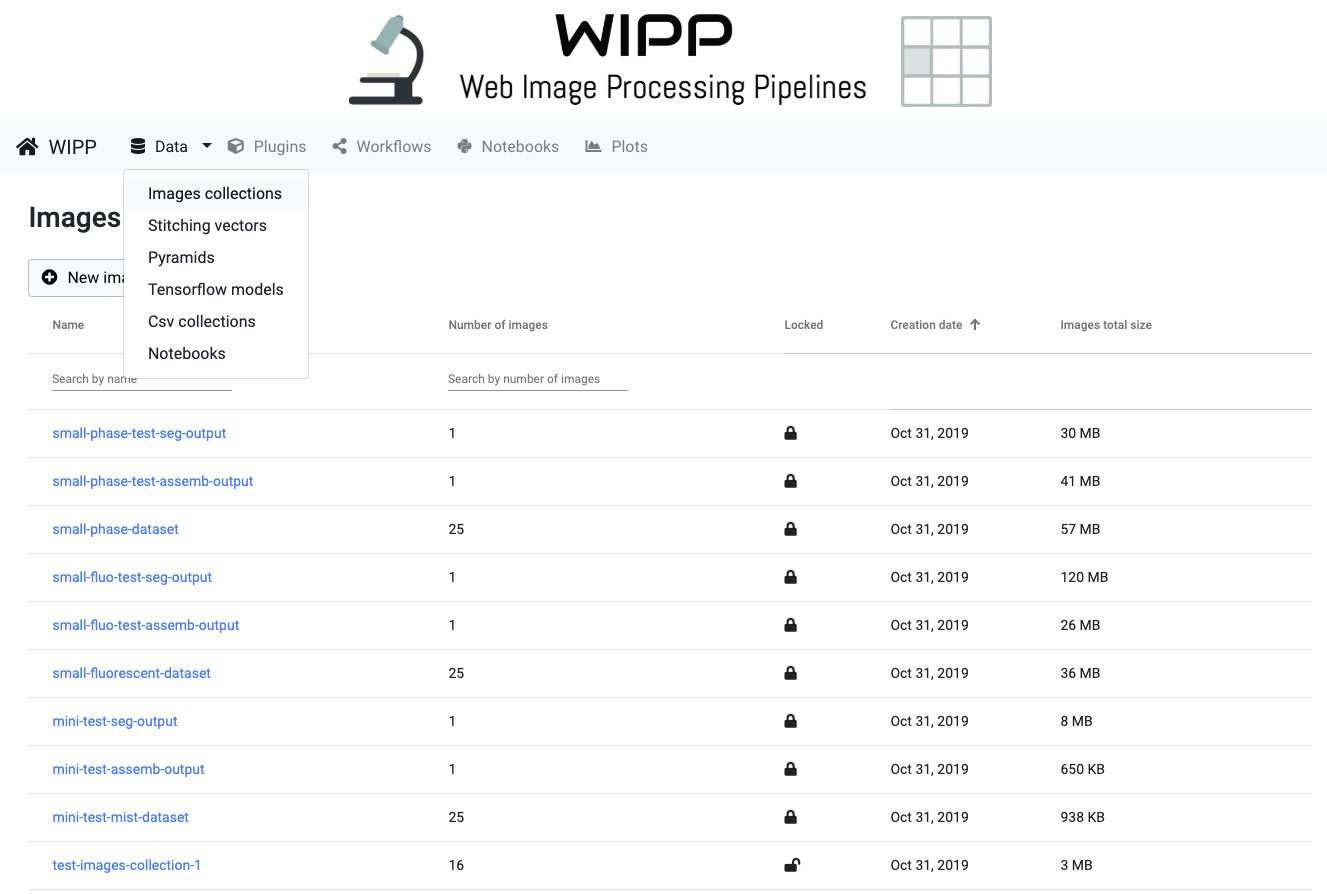 WIPP
Web Image Processing Pipelines
WIPP Data Plugins Workflows Notebooks Plots
Images collections
Stitching vectors
Pyramids
Tensorflow models
Csv collections
Notebooks
Images
New ima
Name Number of images Locked Creation date Images total size
Search by name Search by number of images
small-phase-test-seg-output 1 Oct 31, 2019 30 MB
small-phase-test-assemb-output 1 Oct 31, 2019 41 MB
small-phase-dataset 25 Oct 31, 2019 57 MB
small-fluo-test-seg-output 1 Oct 31, 2019 120 MB
small-fluo-test-assemb-output 1 Oct 31, 2019 26 MB
small-fluorescent-dataset 25 Oct 31, 2019 36 MB
mini-test-seg-output 1 Oct 31, 2019 8 MB
mini-test-assemb-output 1 Oct 31, 2019 650 KB
mini-test-mist-dataset 25 Oct 31, 2019 938 KB
test-images-collection-1 16 Oct 31, 2019 3 MB